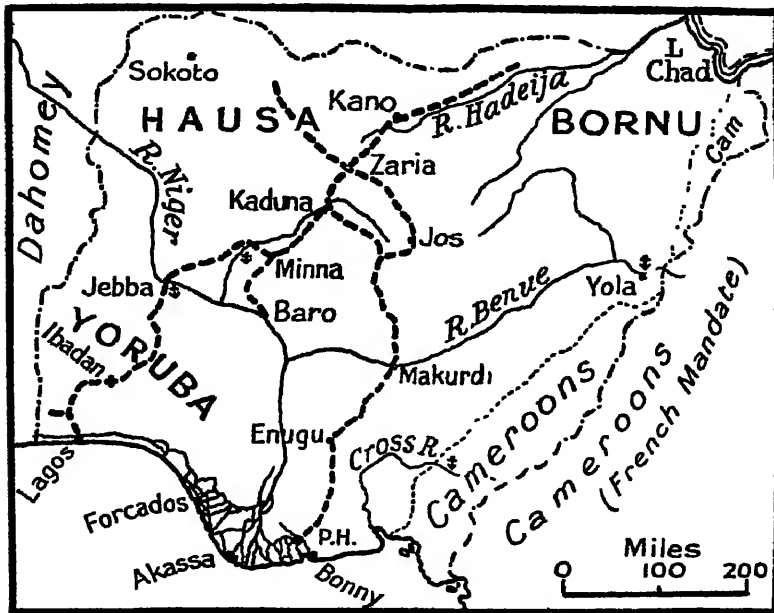 L
Chad
Sokoto
Kano
HAUSA
R. Hadeija
BORNU
Dahomey
Cam
R. Niger
Zaria
Kaduna
Jos
Minna
Jebba
Yola
Baro
R. Benue
YORUBA
Ibadan
Makurdi
Enugu
Cross R.
Cameroons
Cameroons
(French Mandate)
Lagos
Forcados
P.H.
Akassa
Bonny
Miles
0 100 200